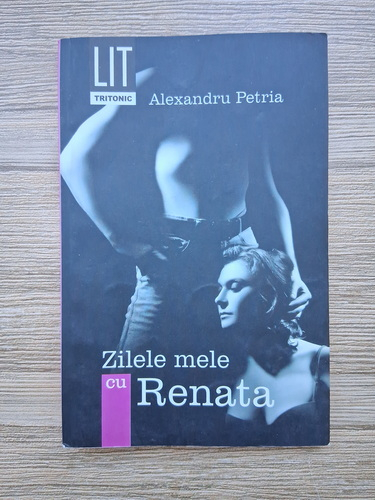 LIT
TRITONIC
Alexandru Petria
Zilele mele
cu Renata